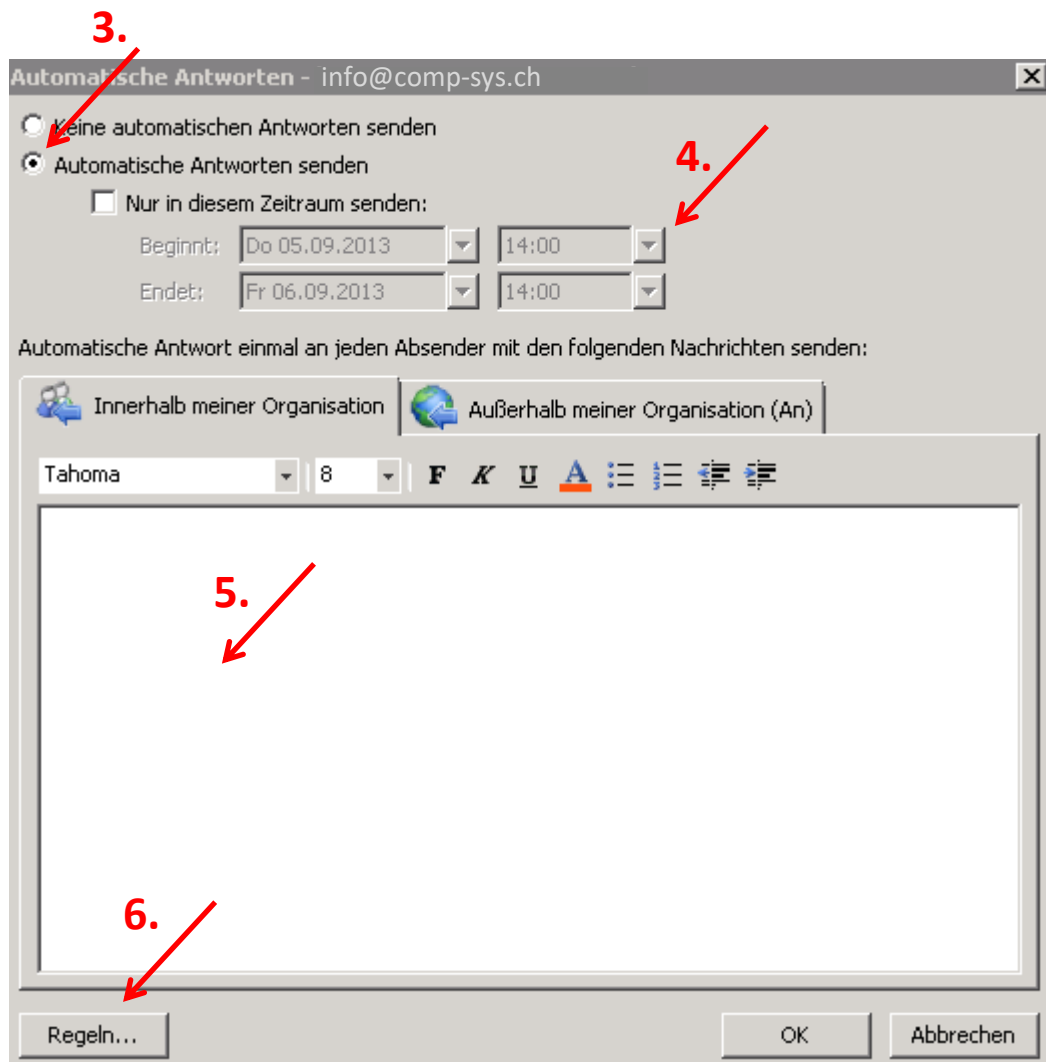 3.
Automatische Antworten - info@comp-sys.ch
Keine automatischen Antworten senden
Automatische Antworten senden
4.
Nur in diesem Zeitraum senden:
Beginnt: Do 05.09.2013 14:00
Endet: Fr 06.09.2013 14:00
Automatische Antwort einmal an jeden Absender mit den folgenden Nachrichten senden:
Innerhalb meiner Organisation Außerhalb meiner Organisation (An)
Tahoma 8 F K U A
5.
6.
Regeln... OK Abbrechen